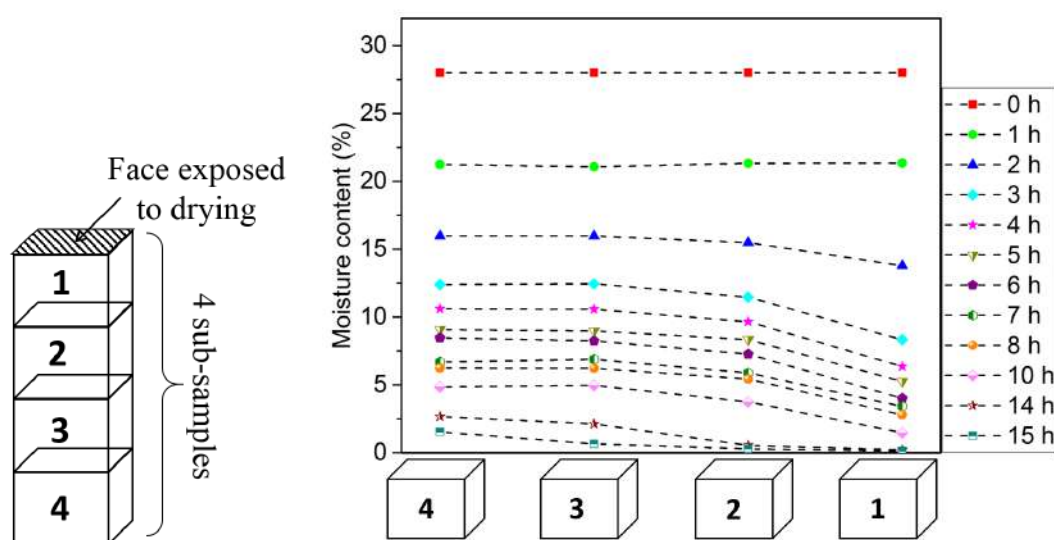 Face exposed
to drying
1
2
3
4
4 sub-samples
Moisture content (%)
30
25
20
15
10
5
0
4
3
2
1
0 h
1 h
2 h
3 h
4 h
5 h
6 h
7 h
8 h
10 h
14 h
15 h